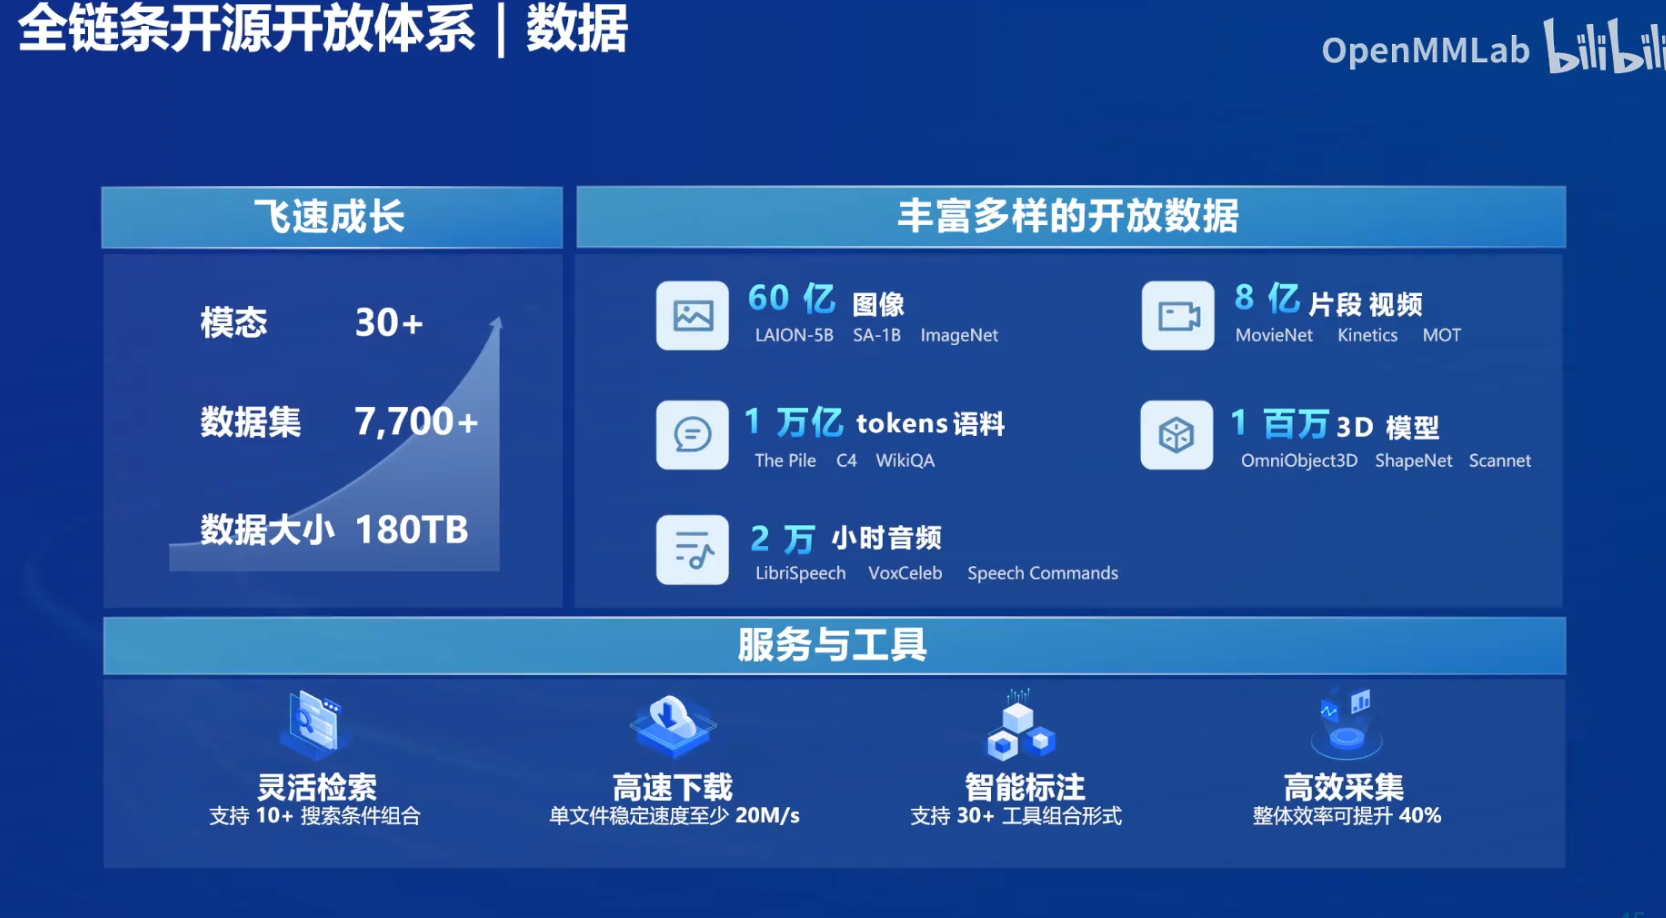 全链条开源开放体系 | 数据
OpenMMLab bilibili
飞速成长
模态 30+
数据集 7,700+
数据大小 180TB
丰富多样的开放数据
60 亿 图像
LAION-5B SA-1B ImageNet
8 亿 片段 视频
MovieNet Kinetics MOT
1 万亿 tokens 语料
The Pile C4 WikiQA
1 百万 3D 模型
OmniObject3D ShapeNet Scannet
2 万 小时音频
LibriSpeech VoxCeleb Speech Commands
服务与工具
灵活检索
支持 10+ 搜索条件组合
高速下载
单文件稳定速度至少 20M/s
智能标注
支持 30+ 工具组合形式
高效采集
整体效率可提升 40%